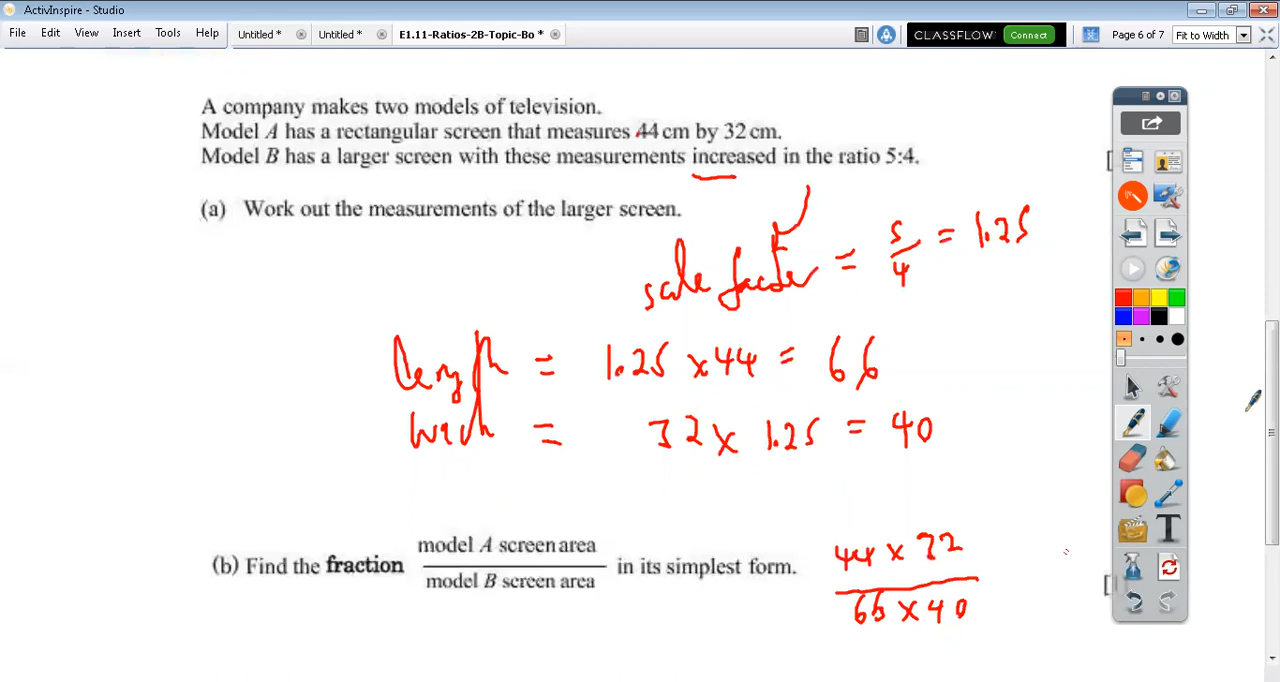 ActivInspire - Studio
File Edit View Insert Tools Help Untitled * Untitled * E1.11-Ratios-2B-Topic-Bo * CLASSFLOW Connect Page 6 of 7 Fit to Width
A company makes two models of television.
Model A has a rectangular screen that measures 44 cm by 32 cm.
Model B has a larger screen with these measurements increased in the ratio 5:4.
(a) Work out the measurements of the larger screen.
scale factor = 5/4 = 1.25
length = 1.25 × 44 = 66
= 32 × 1.25 = 40
(b) Find the fraction model A screen area / model B screen area in its simplest form.
44 × 32
66 × 40